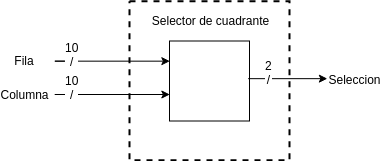 Selector de cuadrante
10
Fila /
10
Columna /
2
/ Seleccion